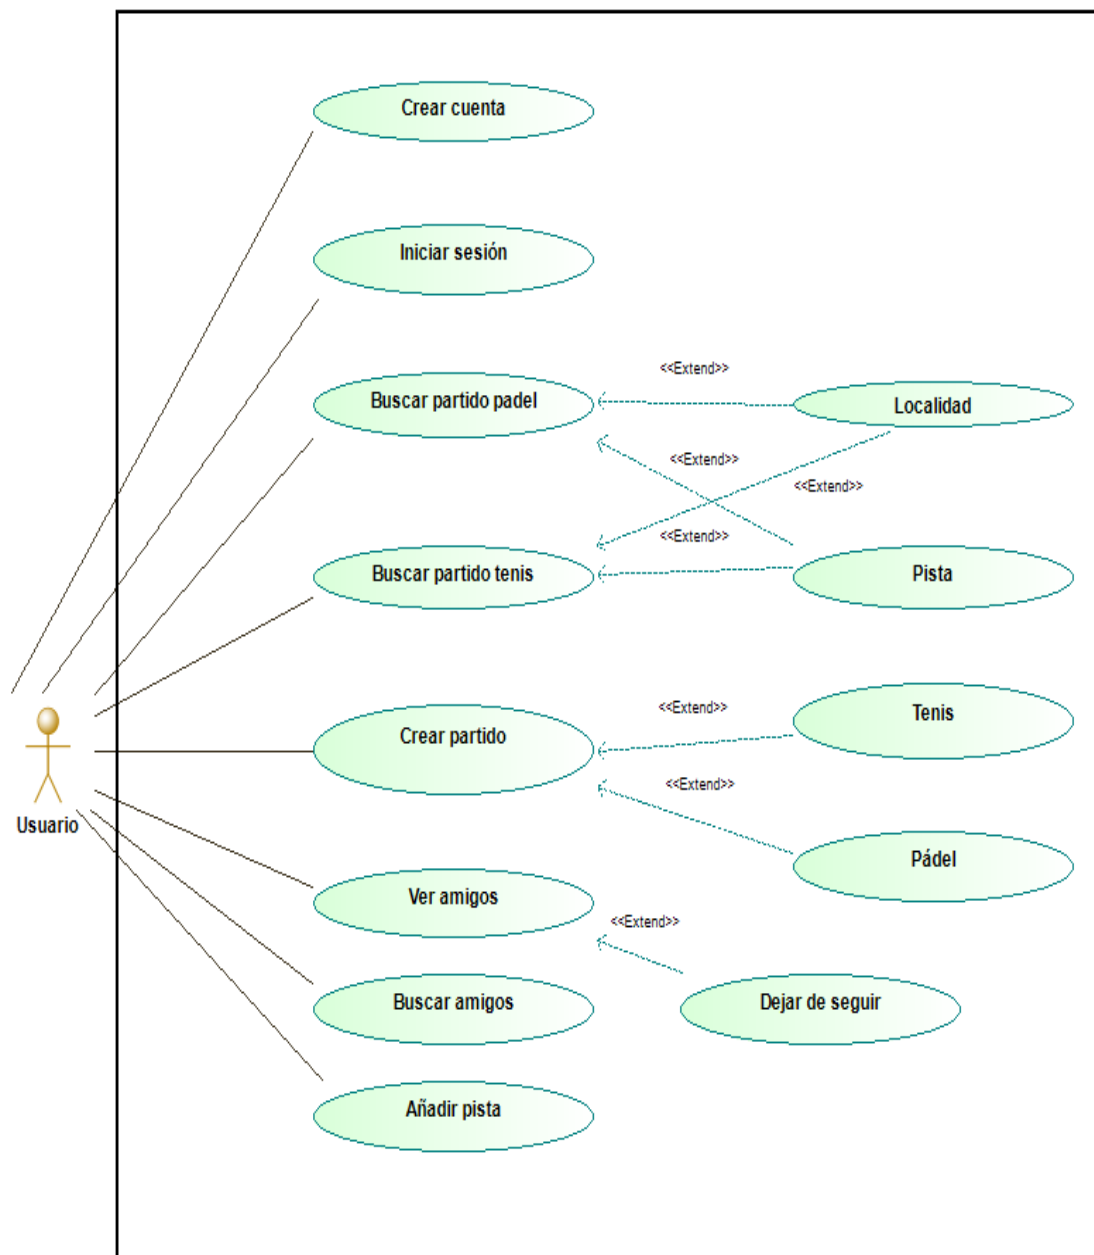 Crear cuenta
Iniciar sesión
<<Extend>>
Buscar partido padel
Localidad
<<Extend>>
<<Extend>>
<<Extend>>
Buscar partido tenis
Pista
<<Extend>>
Tenis
Crear partido
<<Extend>>
Usuario
Pádel
Ver amigos
<<Extend>>
Buscar amigos
Dejar de seguir
Añadir pista